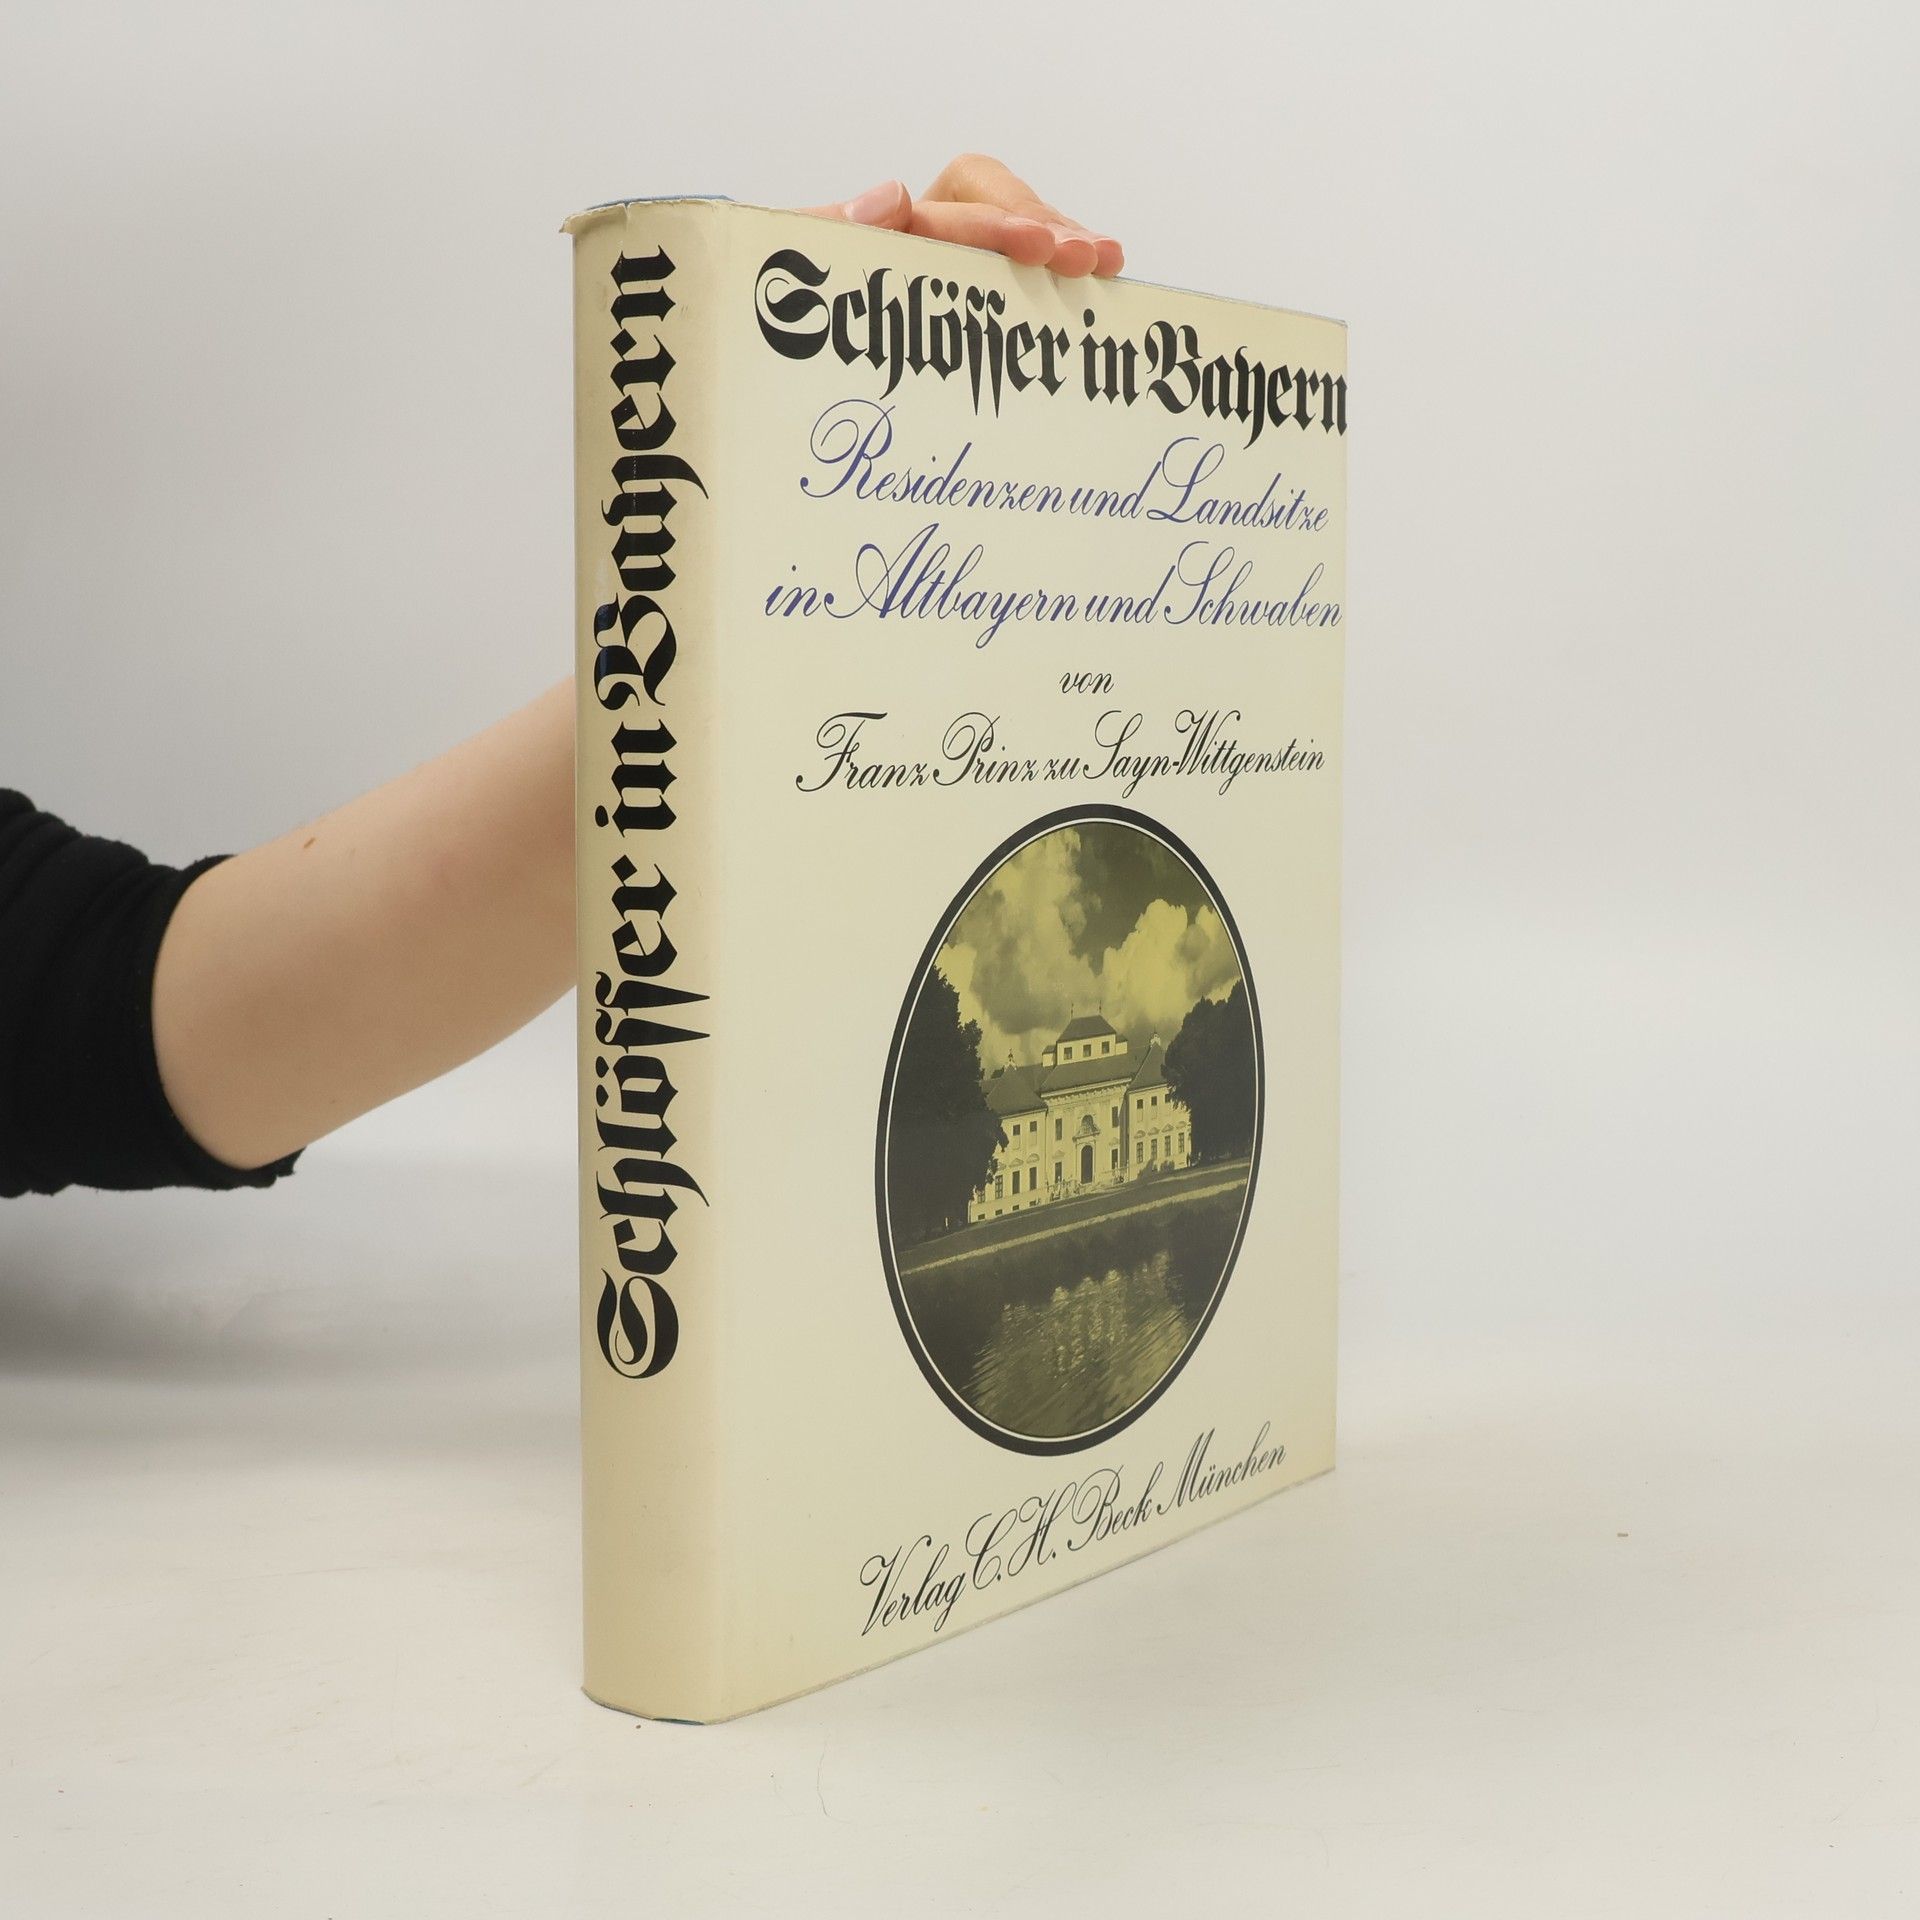 Schlösser in Bayern
Schlösser in Bayern
Residenzen und Landsitze
in Altbayern und Schwaben
von
Franz Prinz zu Sayn-Wittgenstein
Verlag C. H. Beck München